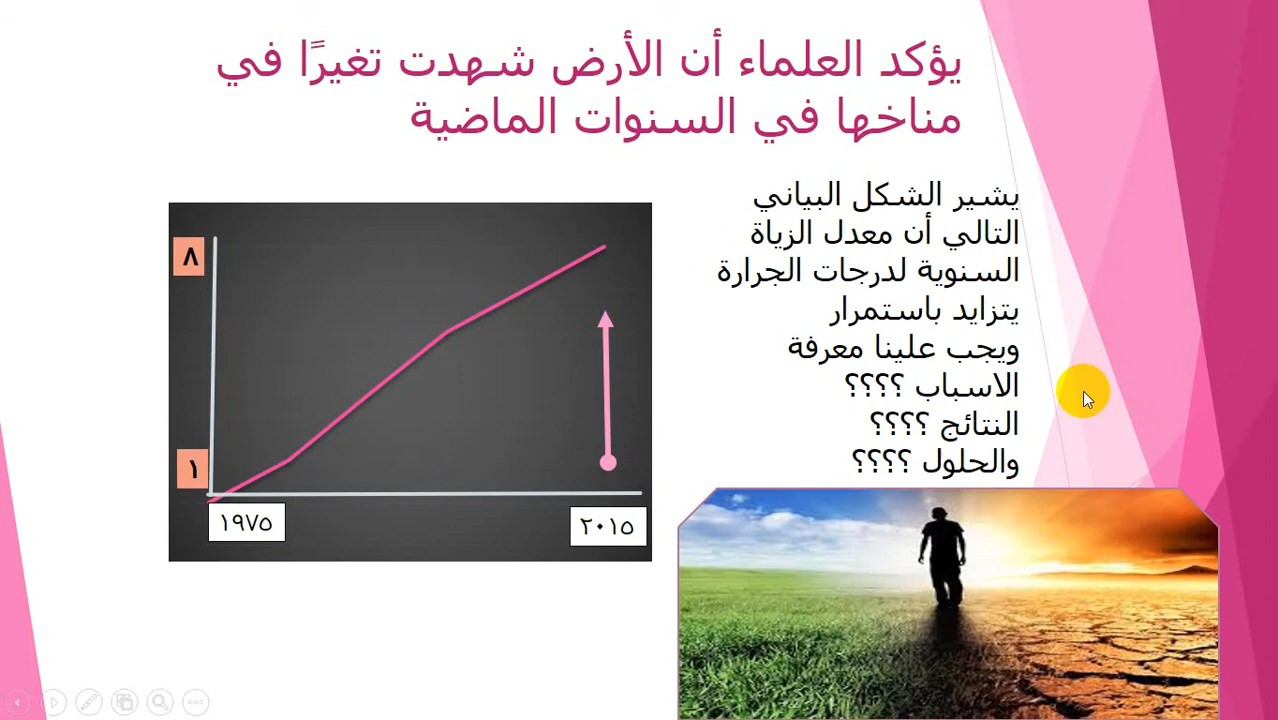 يؤكد العلماء أن الأرض شهدت تغيرًا في
مناخها في السنوات الماضية
يشير الشكل البياني
التالي أن معدل الزياة
السنوية لدرجات الجرارة
يتزايد باستمرار
ويجب علينا معرفة
الاسباب ؟؟؟؟
النتائج ؟؟؟؟
والحلول ؟؟؟؟
٨
١
١٩٧٥
٢٠١٥